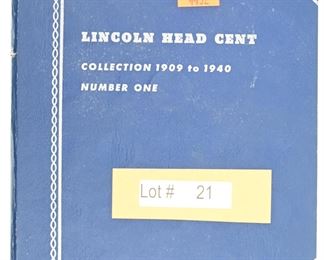 LINCOLN HEAD CENT
COLLECTION 1909 to 1940
NUMBER ONE
Lot # 21